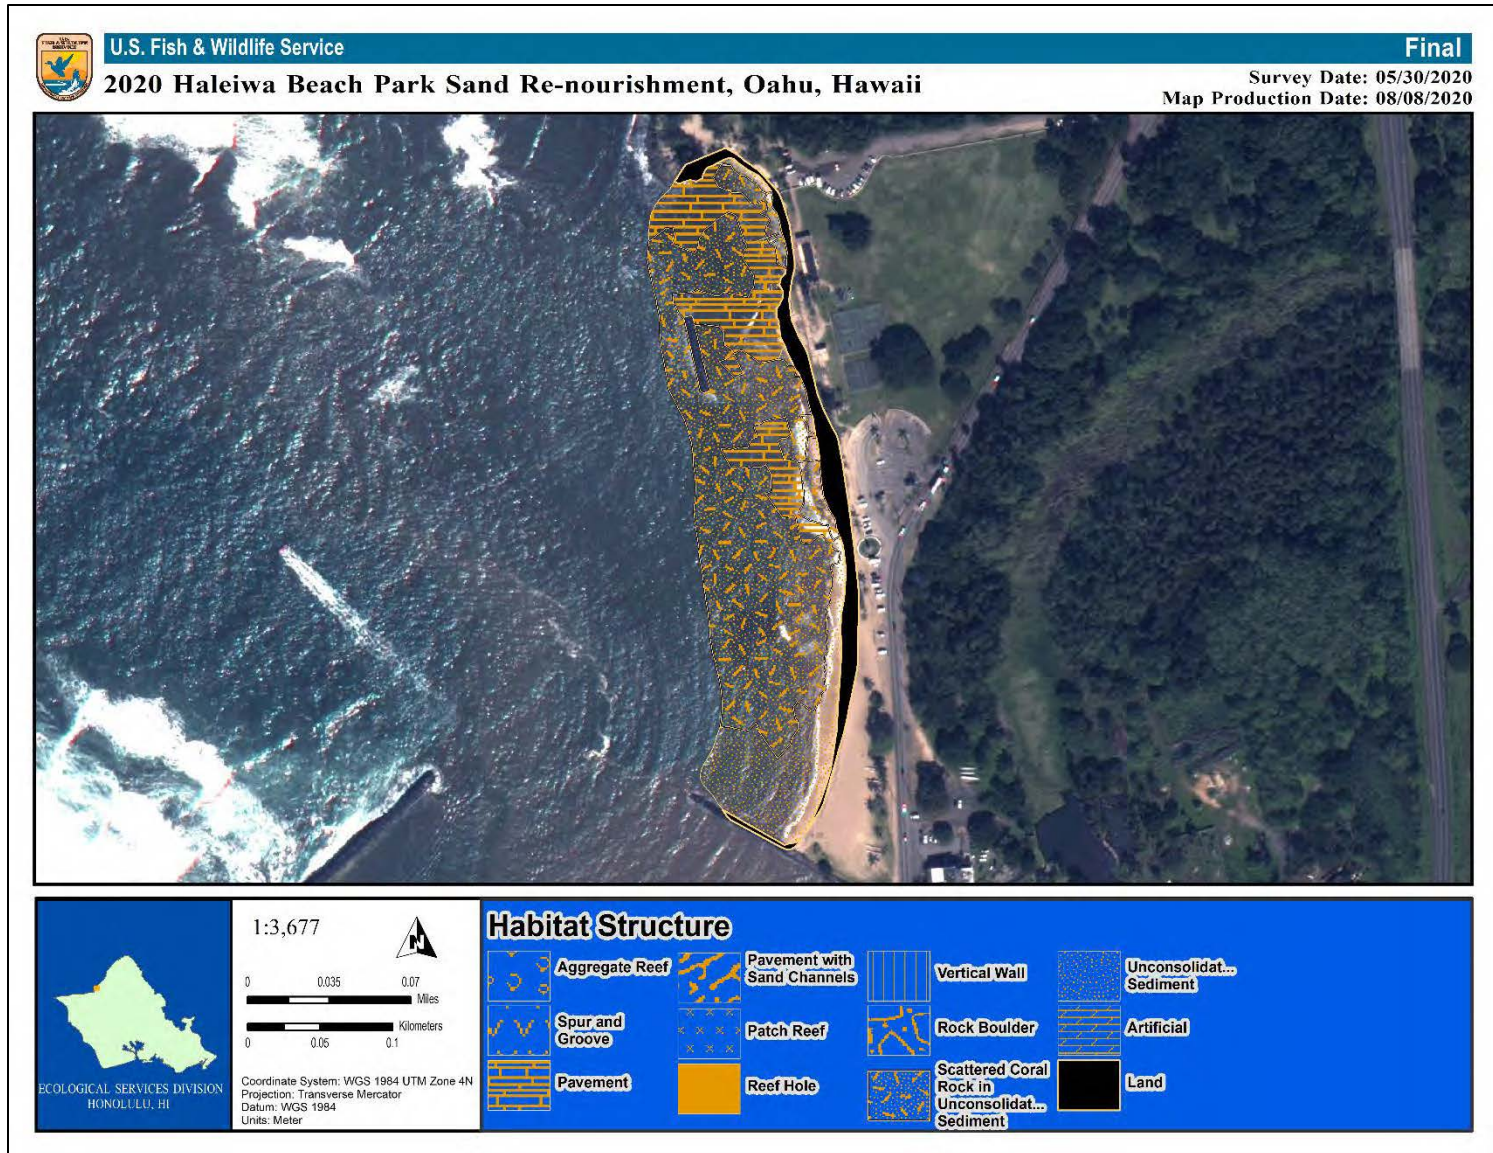 U.S. Fish & Wildlife Service
Final
2020 Haleiwa Beach Park Sand Re-nourishment, Oahu, Hawaii
Survey Date: 05/30/2020
Map Production Date: 08/08/2020
1:3,677
N
0 0.035 0.07
Miles
Kilometers
0 0.05 0.1
Coordinate System: WGS 1984 UTM Zone 4N
Projection: Transverse Mercator
Datum: WGS 1984
Units: Meter
ECOLOGICAL SERVICES DIVISION
HONOLULU, HI
Habitat Structure
Aggregate Reef
Spur and
Groove
Pavement
Pavement with
Sand Channels
Patch Reef
Reef Hole
Vertical Wall
Rock Boulder
Scattered Coral
Rock in
Unconsolidat...
Sediment
Unconsolidat...
Sediment
Artificial
Land